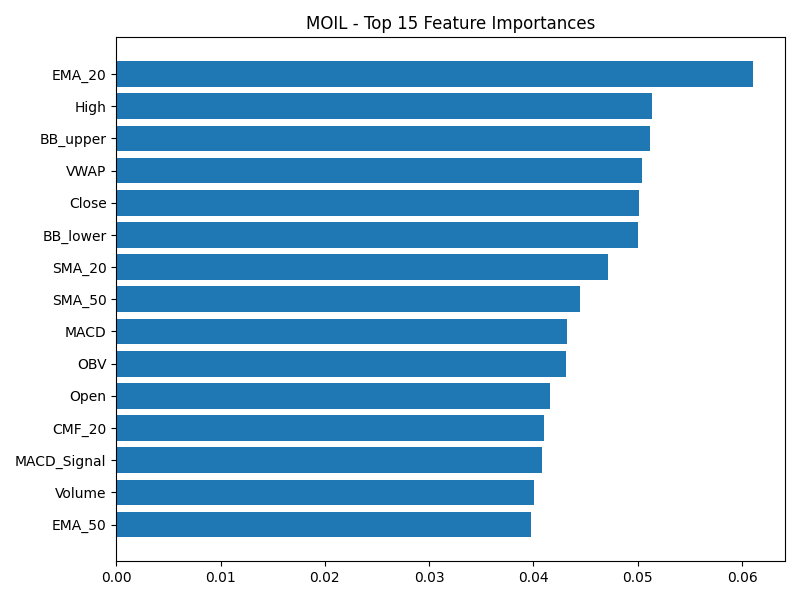 MOIL - Top 15 Feature Importances
EMA_20
High
BB_upper
VWAP
Close
BB_lower
SMA_20
SMA_50
MACD
OBV
Open
CMF_20
MACD_Signal
Volume
EMA_50
0.00 0.01 0.02 0.03 0.04 0.05 0.06